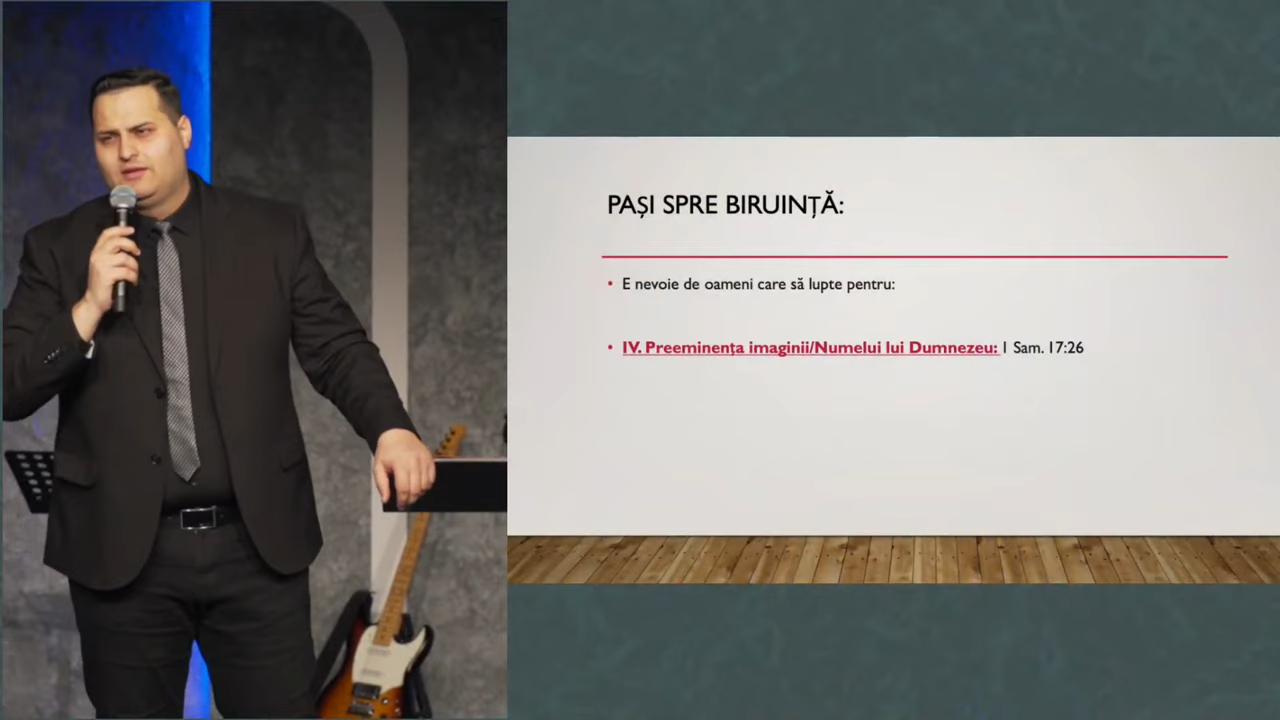 PAȘI SPRE BIRUINȚĂ:
• E nevoie de oameni care să lupte pentru:
• IV. Preeminența imaginii/Numelui lui Dumnezeu: I Sam. 17:26